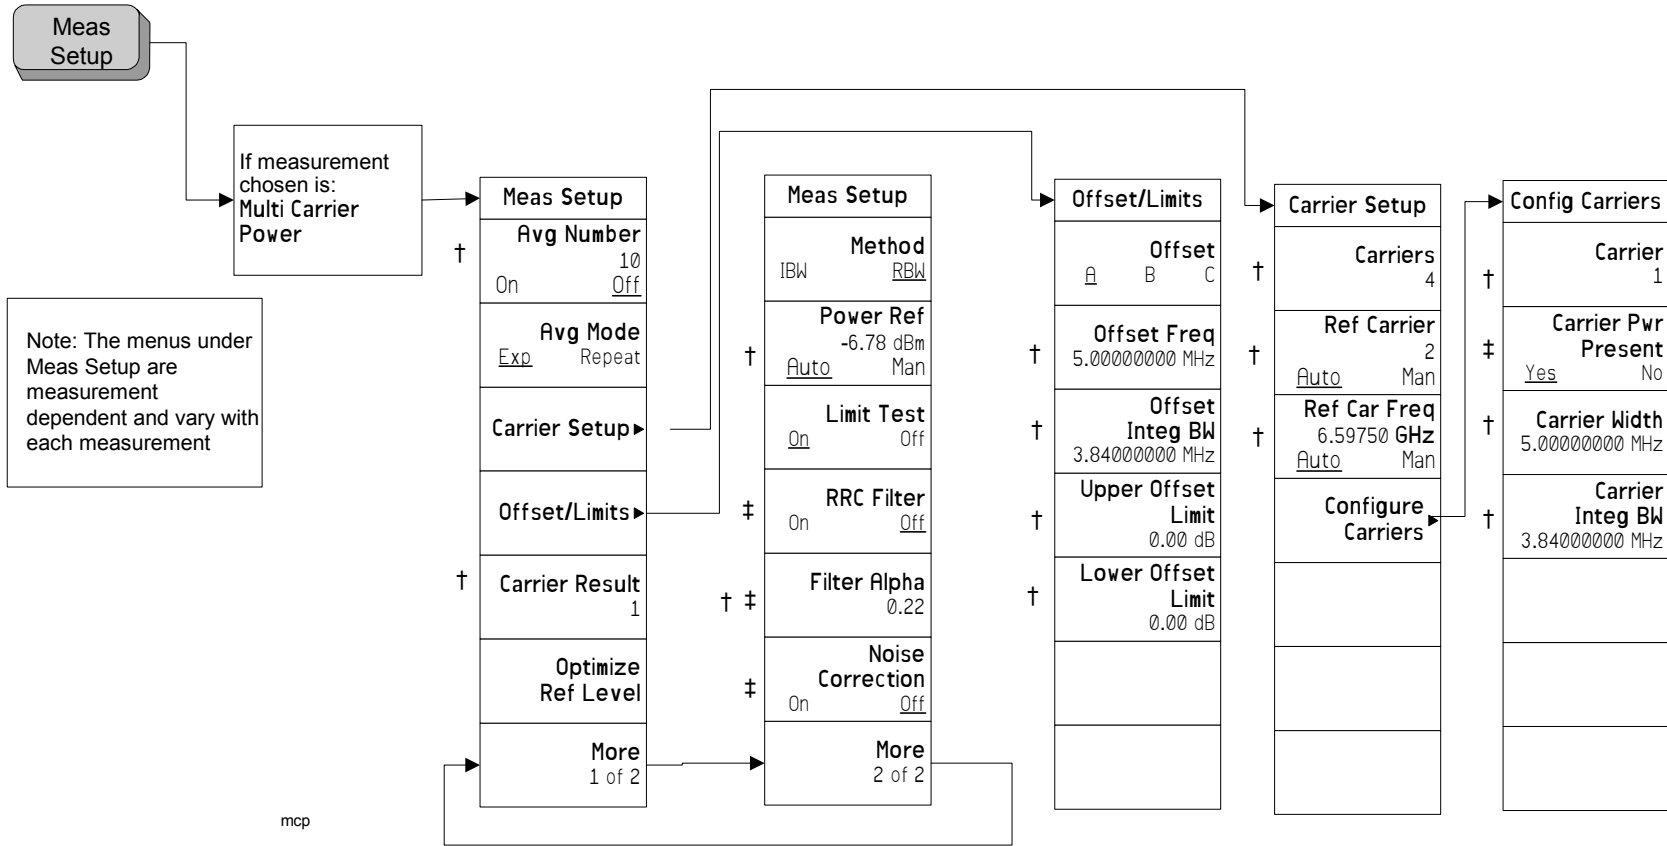 Meas
Setup
If measurement
chosen is:
Multi Carrier
Power
Note: The menus under
Meas Setup are
measurement
dependent and vary with
each measurement
Meas Setup
†
Avg Number
10
On Off
Avg Mode
Exp Repeat
Carrier Setup
Offset/Limits
†
Carrier Result
1
Optimize
Ref Level
More
1 of 2
Meas Setup
Method
IBW RBW
†
Power Ref
-6.78 dBm
Auto Man
Limit Test
On Off
‡
RRC Filter
On Off
† ‡
Filter Alpha
0.22
‡
Noise
Correction
On Off
More
2 of 2
Offset/Limits
Offset
A B C
†
Offset Freq
5.00000000 MHz
†
Offset
Integ BW
3.84000000 MHz
†
Upper Offset
Limit
0.00 dB
†
Lower Offset
Limit
0.00 dB
Carrier Setup
†
Carriers
4
†
Ref Carrier
2
Auto Man
†
Ref Car Freq
6.59750 GHz
Auto Man
Configure
Carriers
Config Carriers
†
Carrier
1
‡
Carrier Pwr
Present
Yes No
†
Carrier Width
5.00000000 MHz
†
Carrier
Integ BW
3.84000000 MHz
mcp